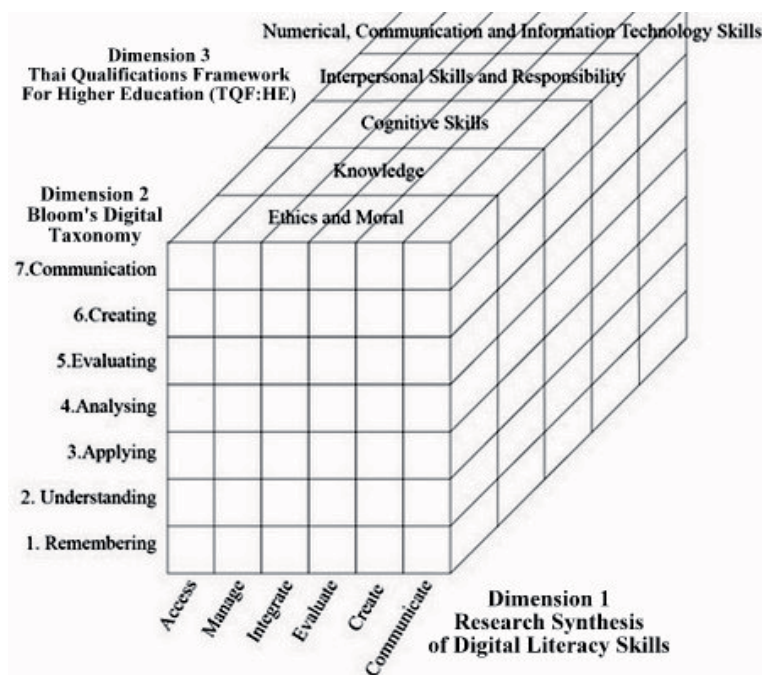 Numerical, Communication and Information Technology Skills
Dimension 3
Thai Qualifications Framework
For Higher Education (TQF:HE)
Interpersonal Skills and Responsibility
Cognitive Skills
Knowledge
Dimension 2
Bloom's Digital
Taxonomy
Ethics and Moral
7.Communication
6.Creating
5.Evaluating
4.Analysing
3.Applying
2. Understanding
1. Remembering
Access
Manage
Integrate
Evaluate
Create
Communicate
Dimension 1
Research Synthesis
of Digital Literacy Skills